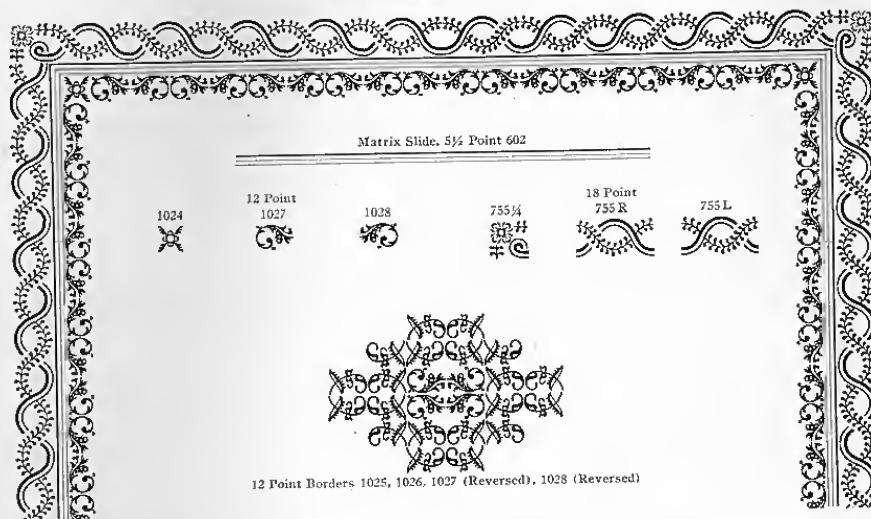 Matrix Slide, 5½ Point 602
12 Point
18 Point
1024 1027 1028 755¼ 755 R 755 L
12 Point Borders 1025, 1026, 1027 (Reversed), 1028 (Reversed)